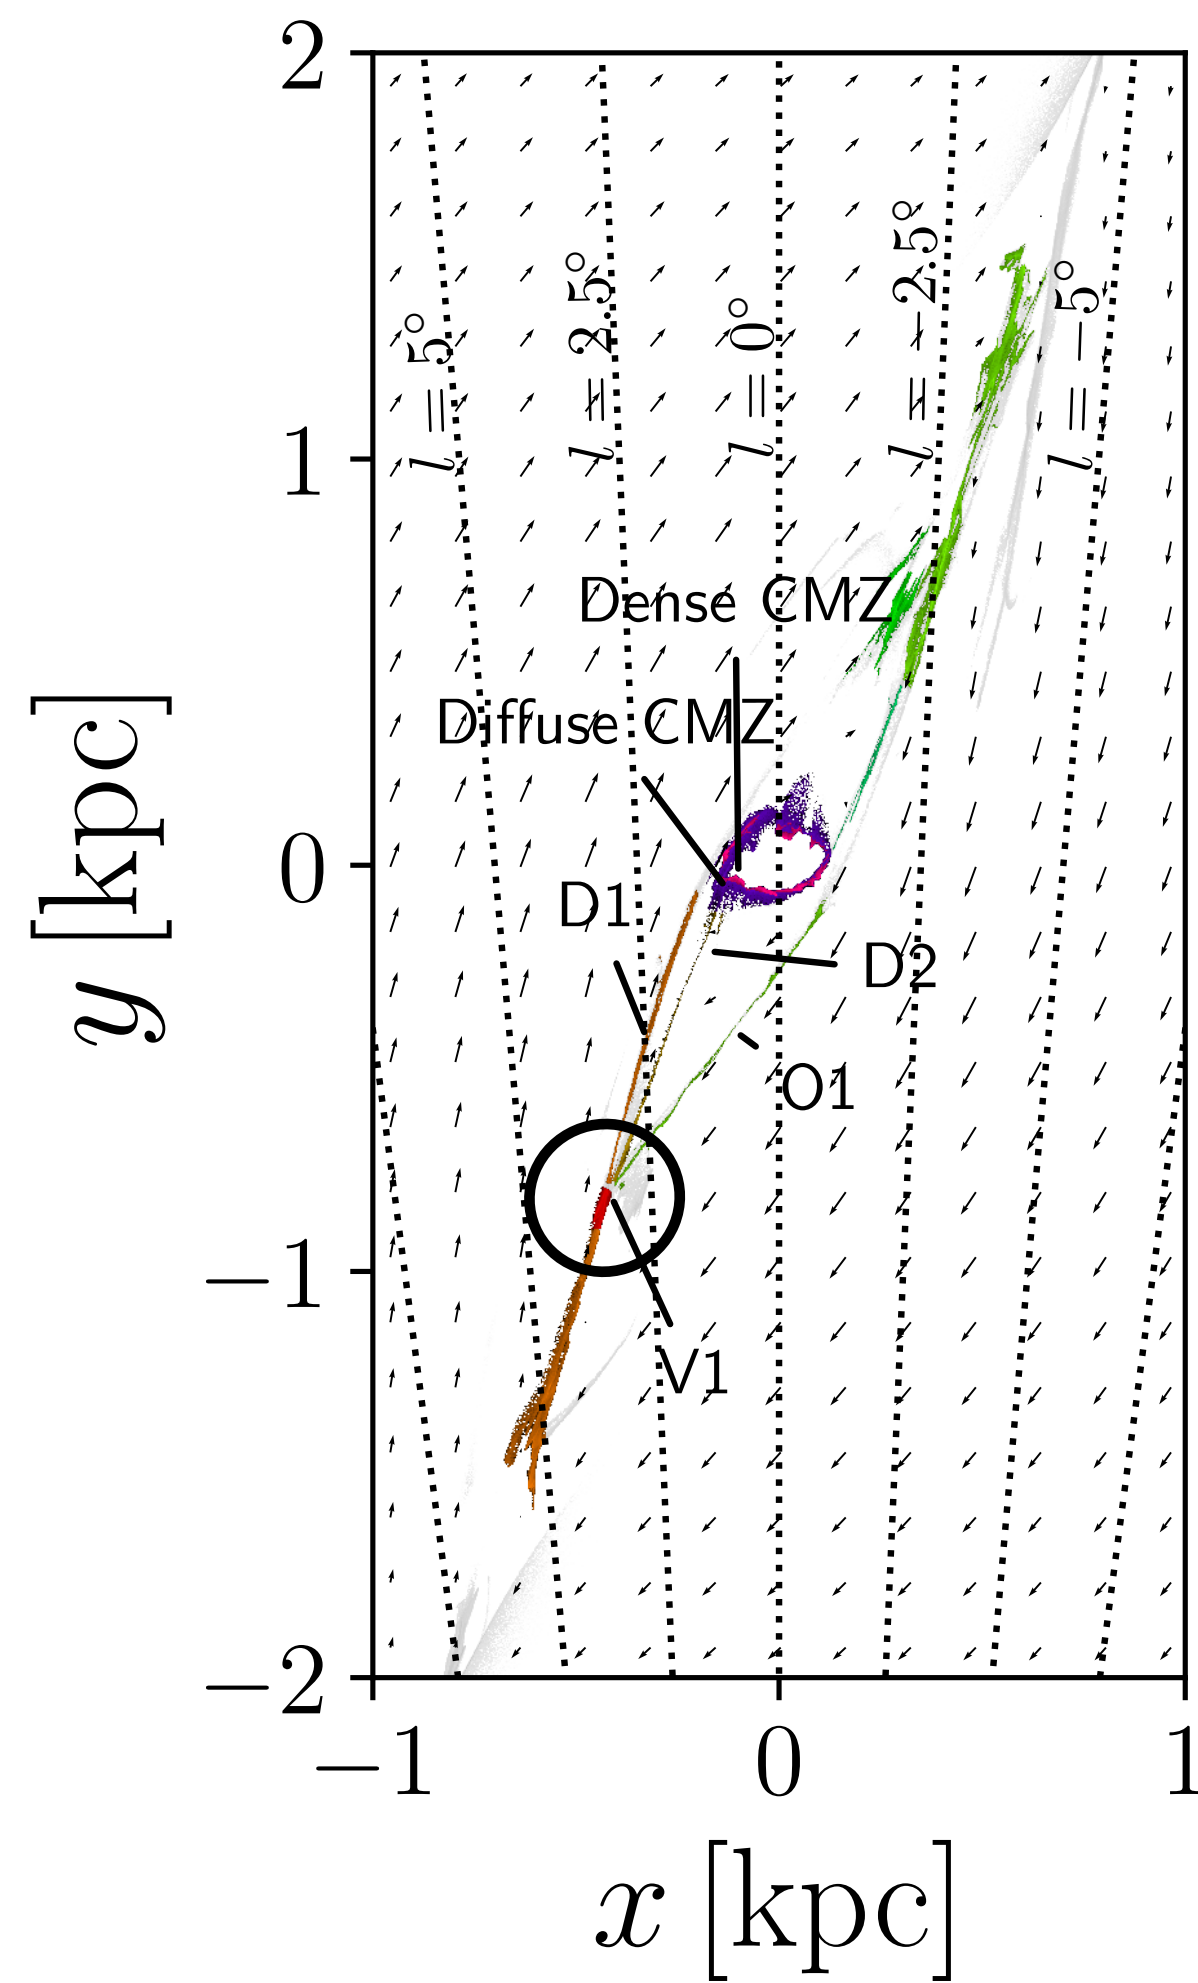 2
1
0
−1
−2
y [kpc]
l = 5°
l = 2.5°
l = 0°
l = −2.5°
l = −5°
Dense CMZ
Diffuse CMZ
D1
D2
O1
V1
−1
0
1
x [kpc]